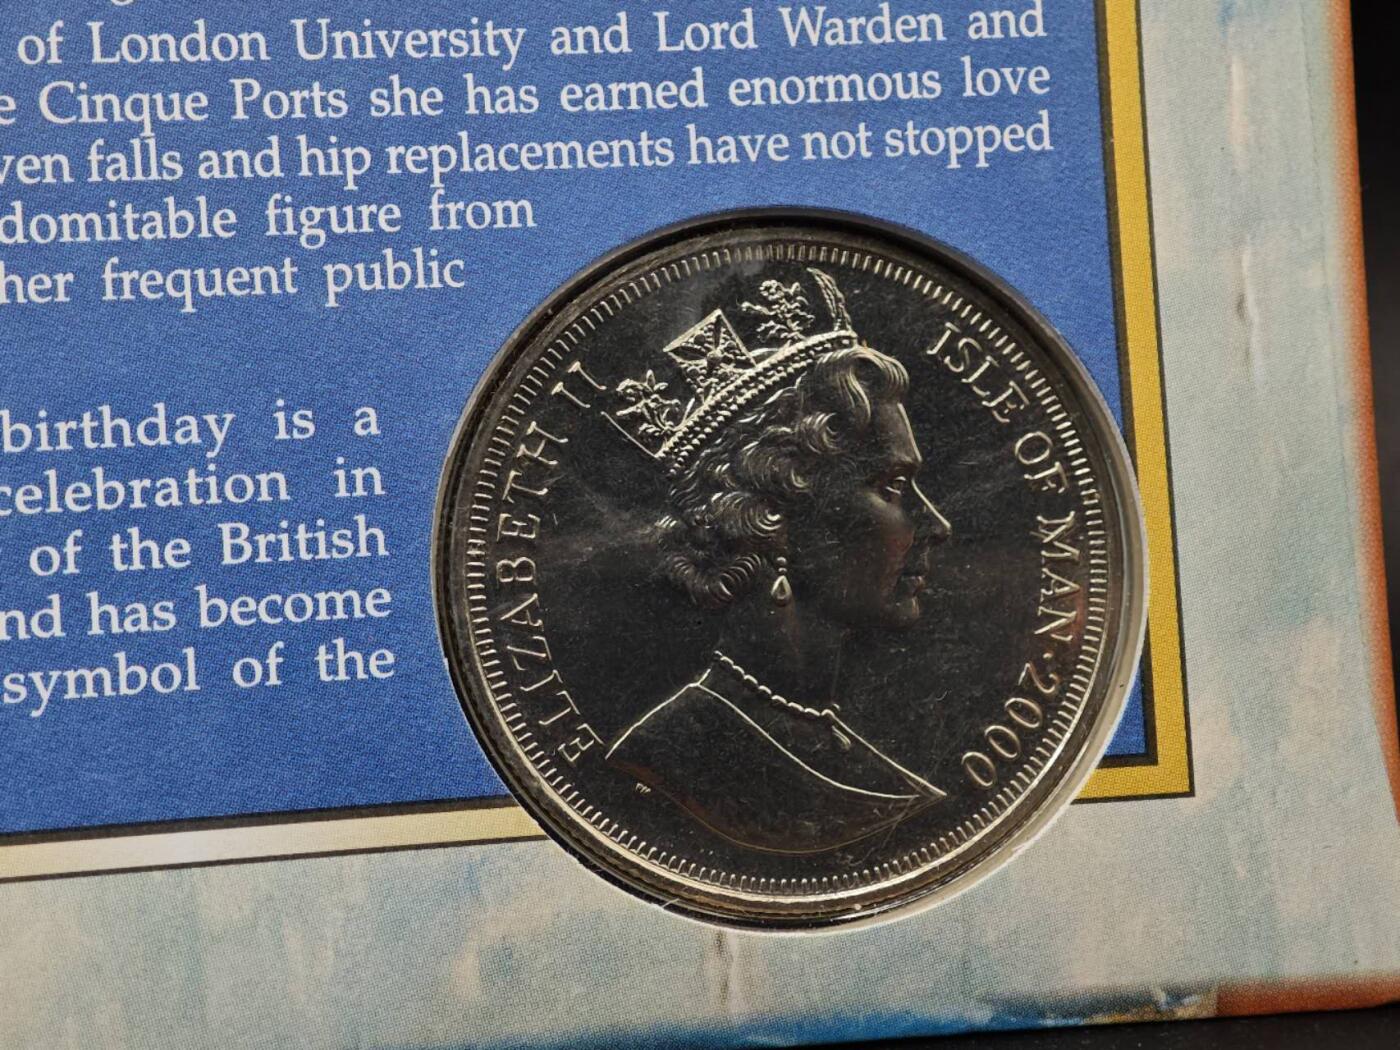 of London University and Lord Warden and
Cinque Ports she has earned enormous love
ven falls and hip replacements have not stopped
domitable figure from
her frequent public
birthday is a
celebration in
of the British
nd has become
symbol of the
ELIZABETH II
ISLE OF MAN·2000